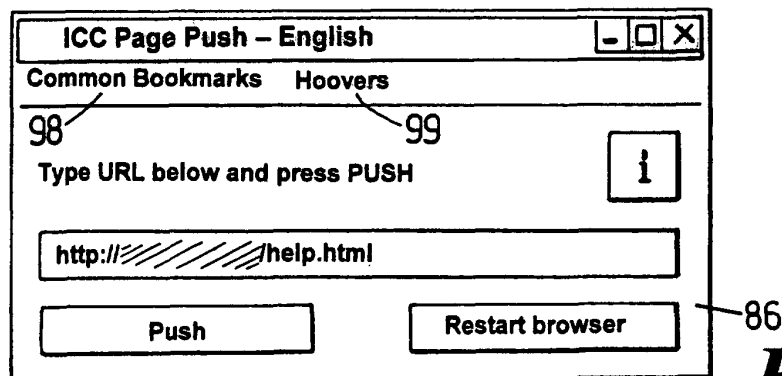 ICC Page Push – English
Common Bookmarks Hoovers
98 99
Type URL below and press PUSH i
http:// /help.html
Push Restart browser
86